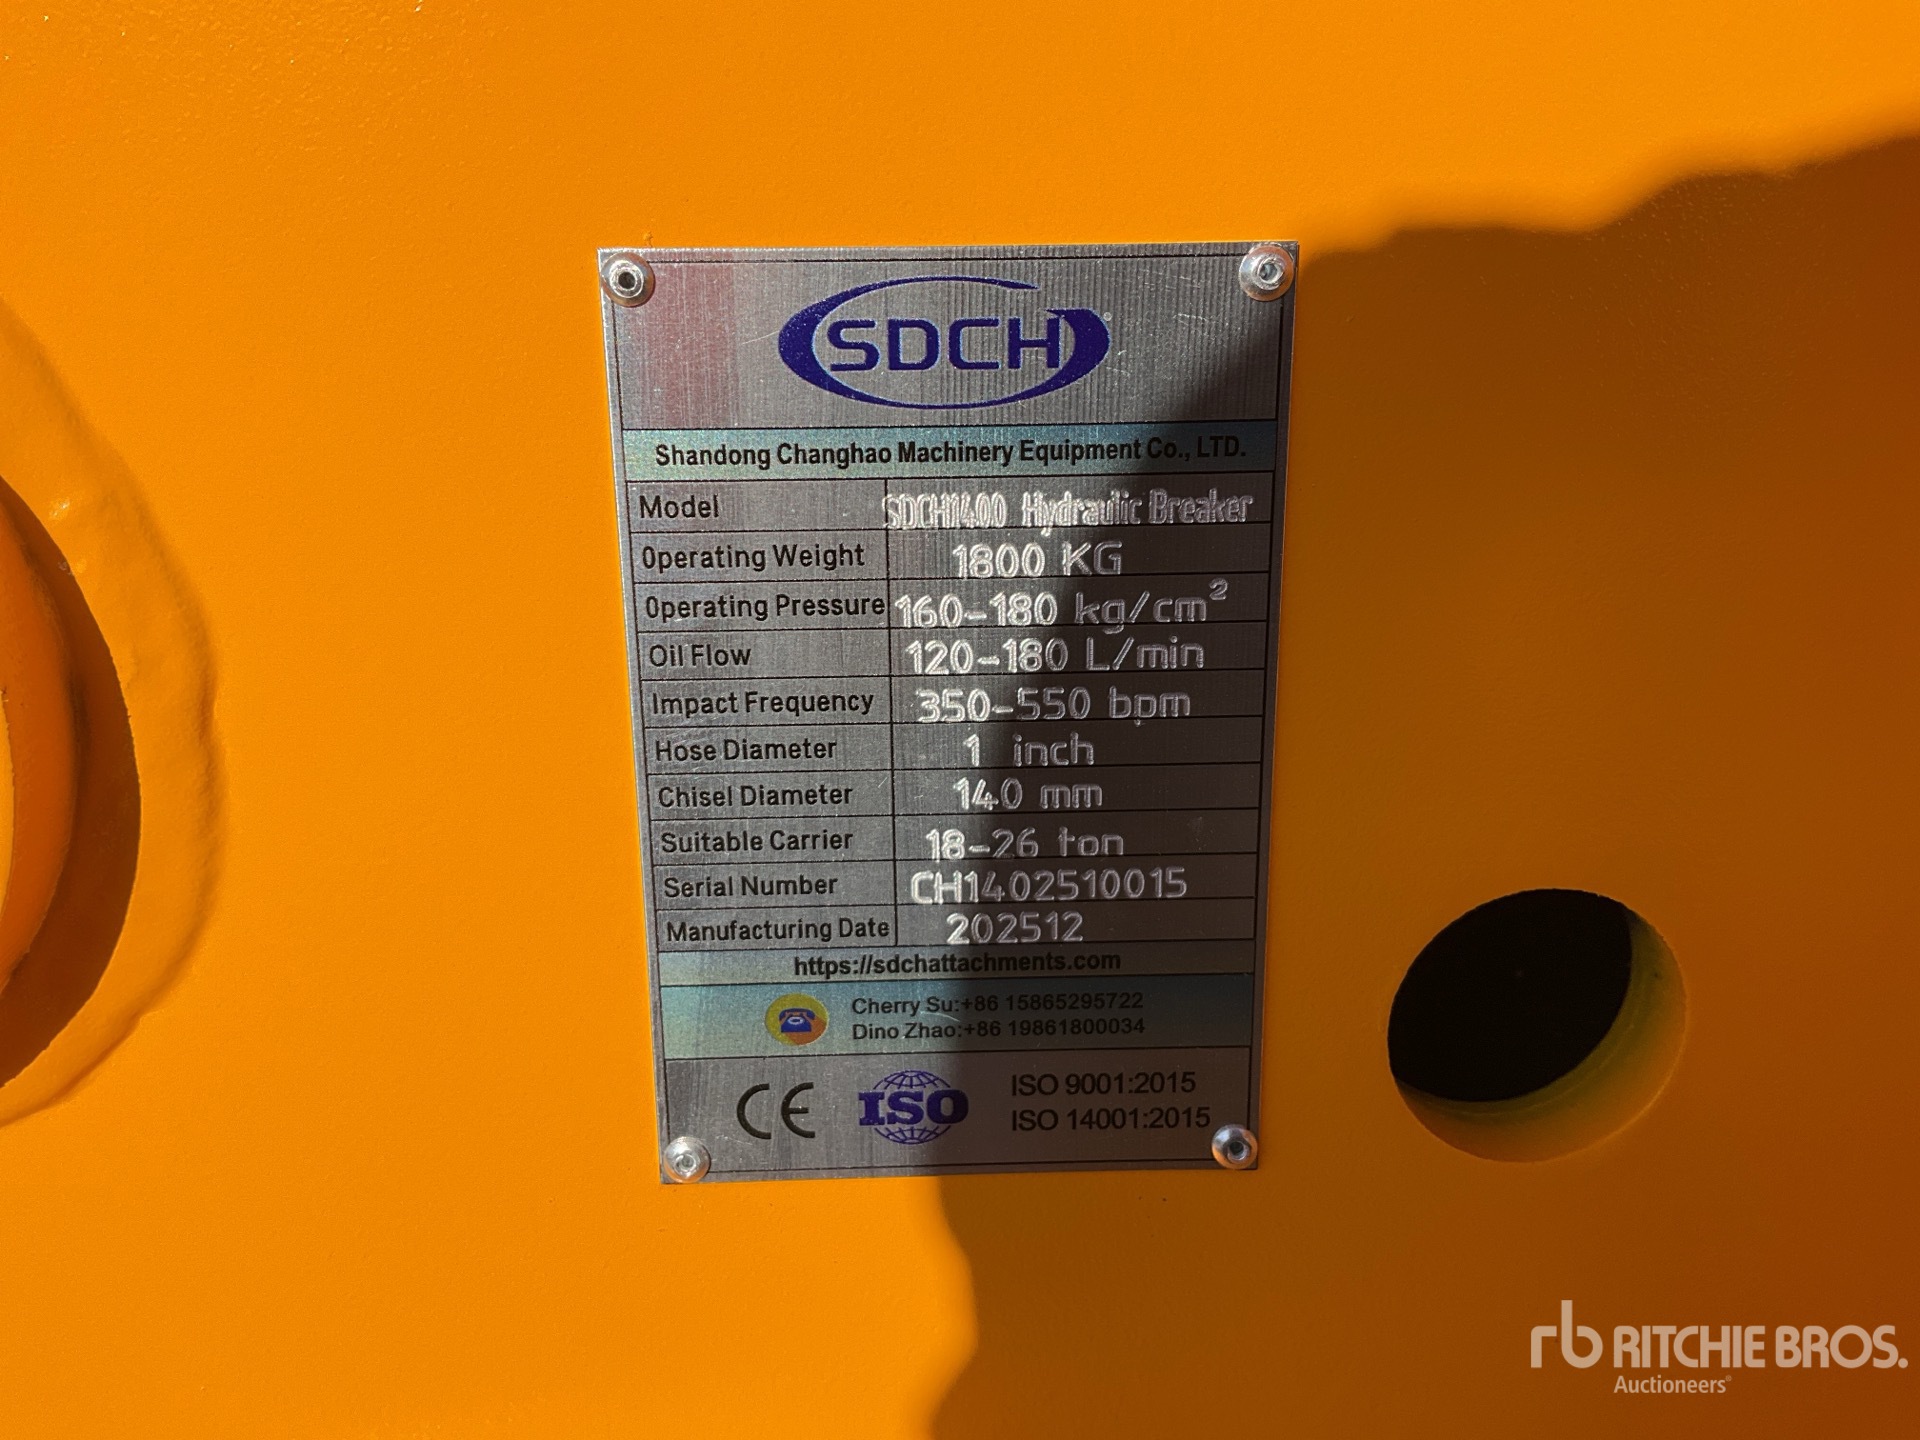 SDCH
Shandong Changhao Machinery Equipment Co., LTD.
Model SDCH1400 Hydraulic Breaker
Operating Weight 1800 KG
Operating Pressure 160-180 kg/cm²
Oil Flow 120-180 L/min
Impact Frequency 350-550 bpm
Hose Diameter 1 inch
Chisel Diameter 140 mm
Suitable Carrier 18-26 ton
Serial Number CH1402510015
Manufacturing Date 202512
https://sdchattachments.com
Cherry Su:+86 15865295722
Dino Zhao:+86 19861800034
CE ISO ISO 9001:2015
ISO 14001:2015
rb RITCHIE BROS.
Auctioneers®